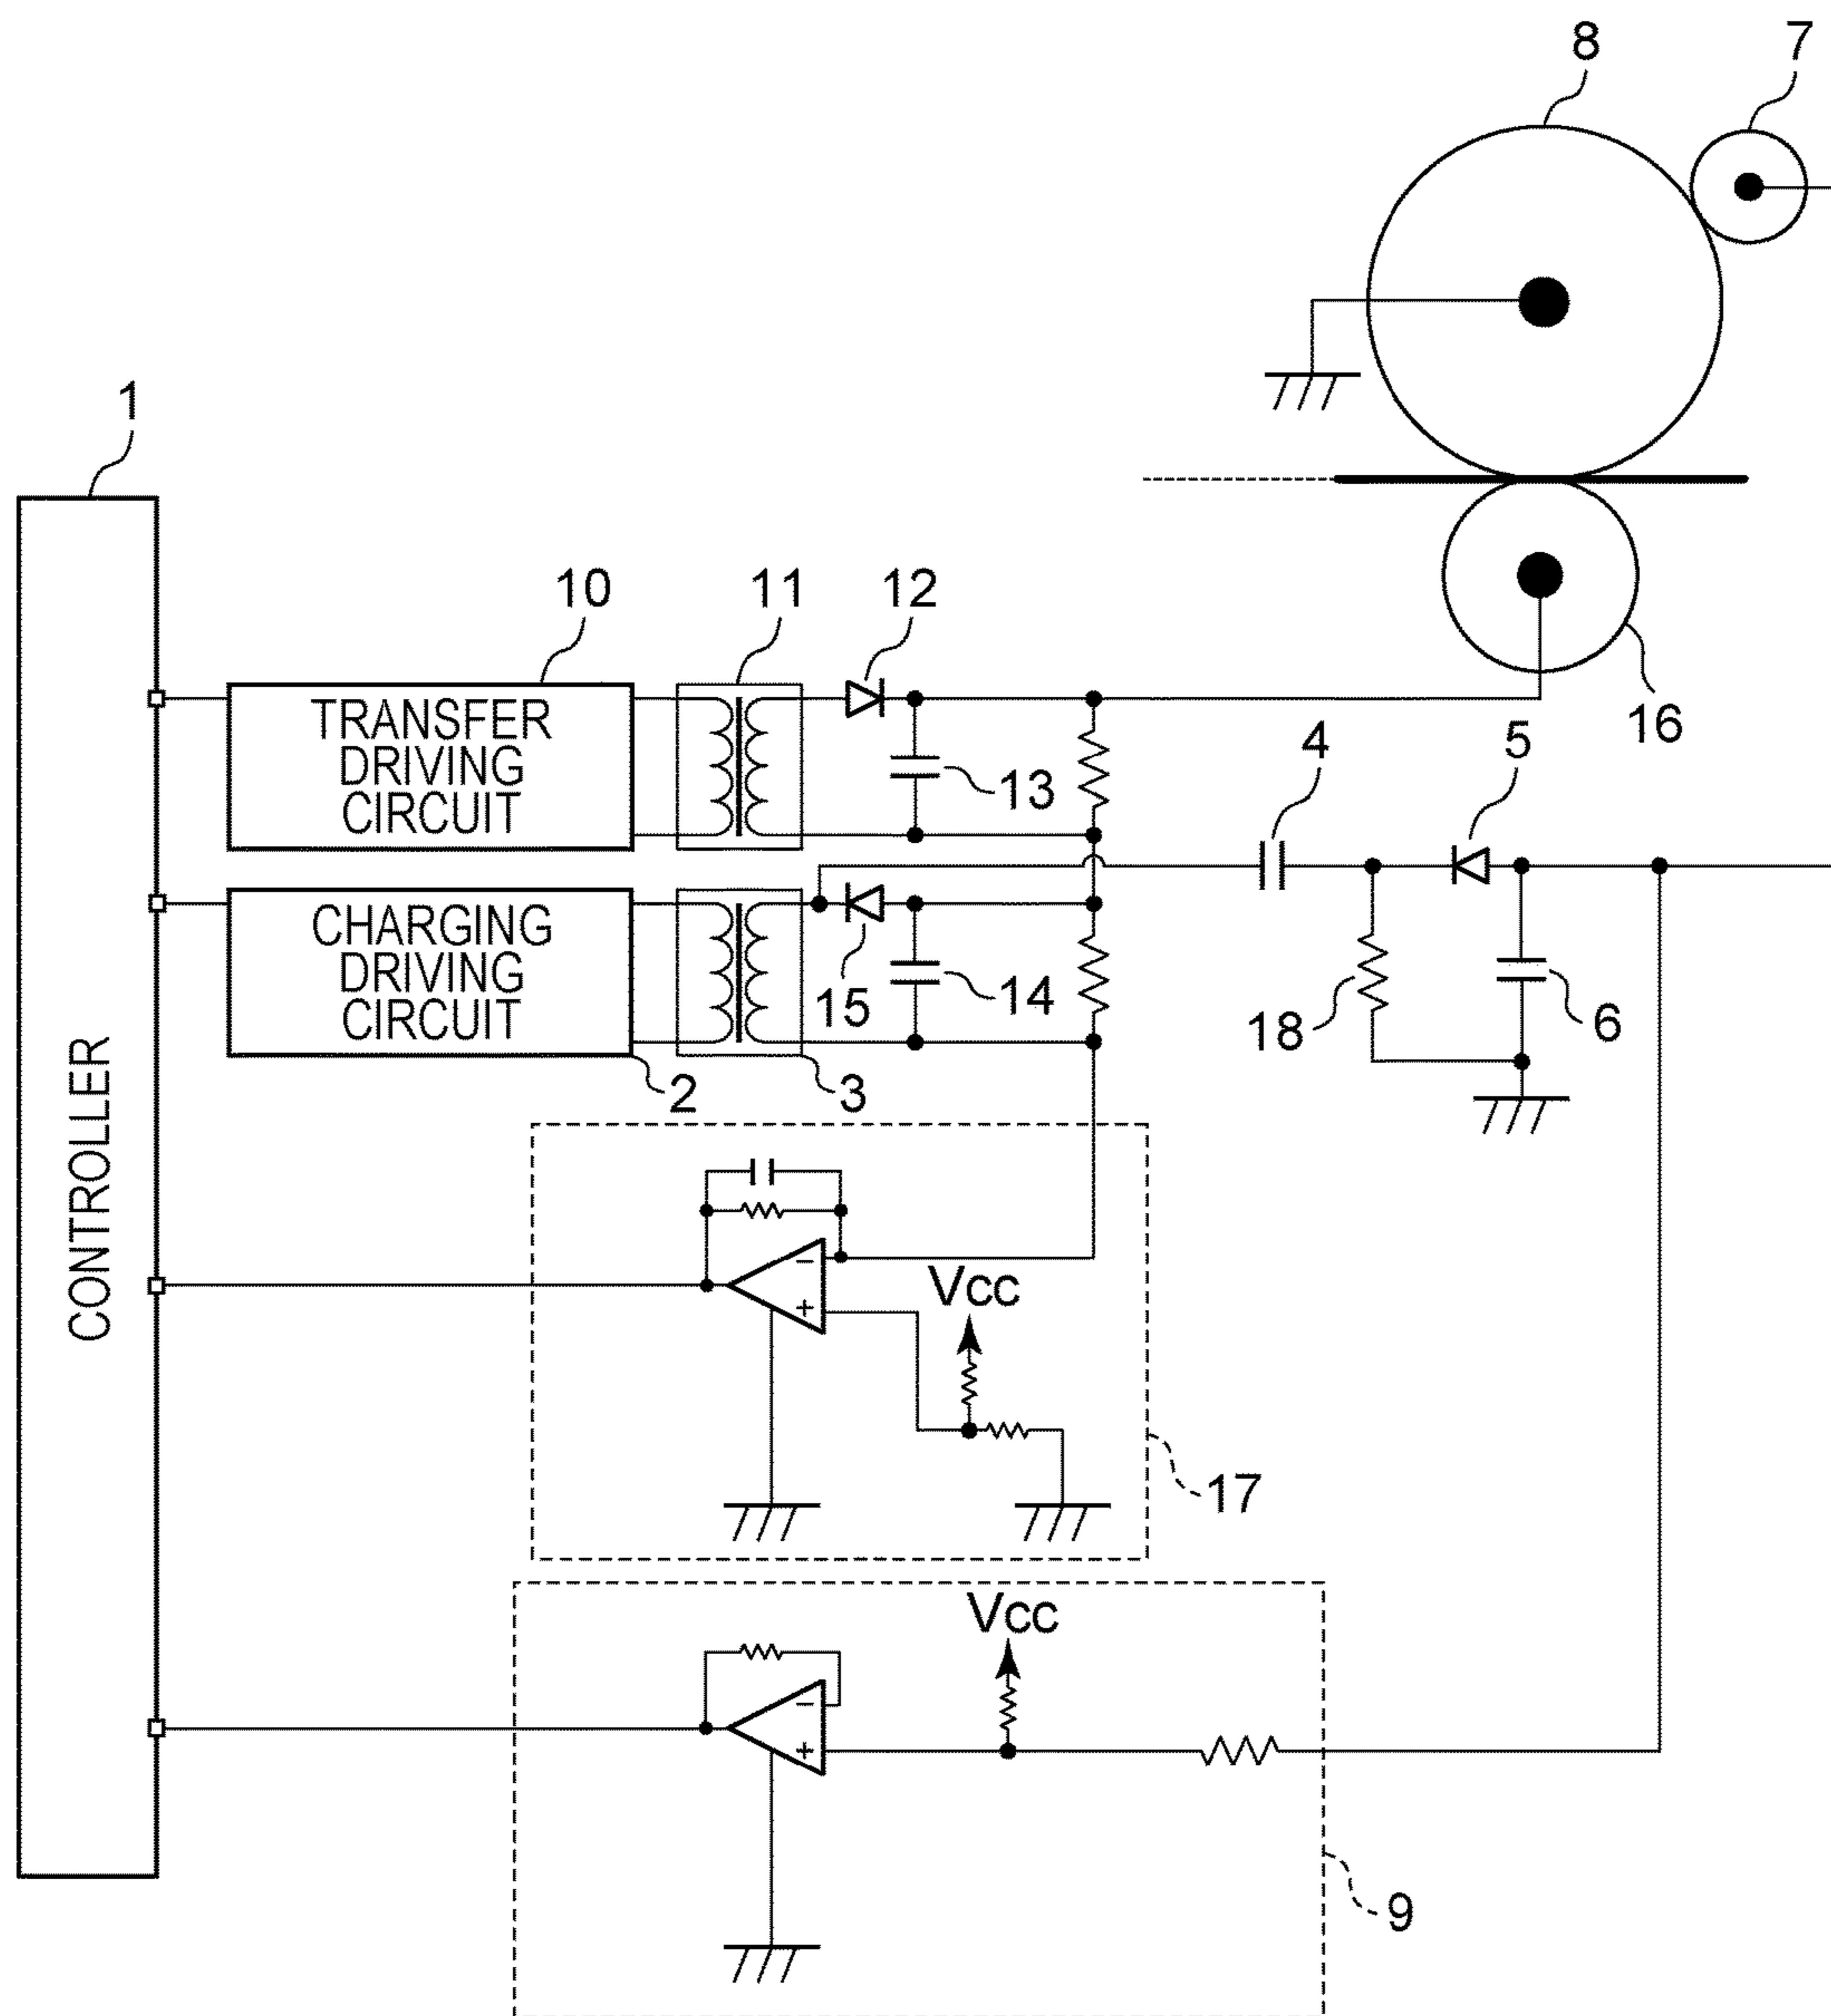 8
7
1
10
11
12
16
TRANSFER
DRIVING
CIRCUIT
13
4
5
CHARGING
DRIVING
CIRCUIT
15
14
18
6
2
3
CONTROLLER
−
+
VCC
17
VCC
−
+
9